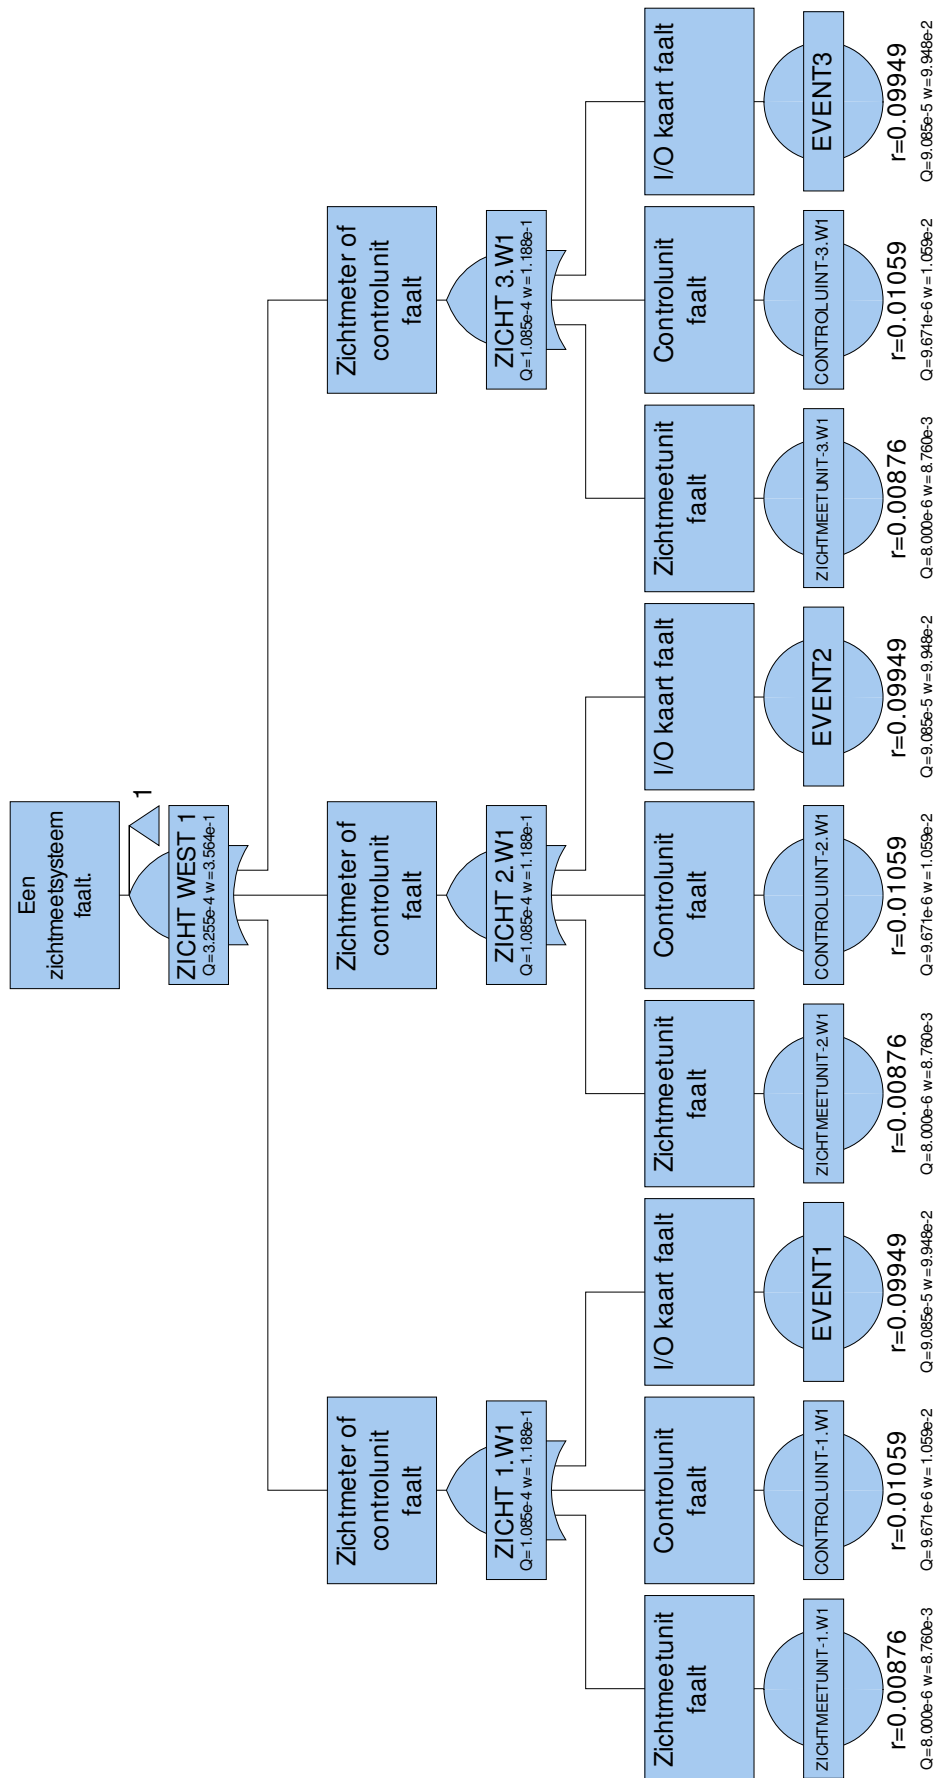 Een
zichtmeetsysteem
faalt.
1
ZICHT WEST 1
Q=3.255e-4 w=3.564e-1
Zichtmeter of
controlunit
faalt
ZICHT 1.W1
Q=1.085e-4 w=1.188e-1
Zichtmeter of
controlunit
faalt
ZICHT 2.W1
Q=1.085e-4 w=1.188e-1
Zichtmeter of
controlunit
faalt
ZICHT 3.W1
Q=1.085e-4 w=1.188e-1
Zichtmeetunit
faalt
ZICHTMEETUNIT-1.W1
r=0.00876
Q=8.000e-6 w=8.760e-3
Controlunit
faalt
CONTROLUINT-1.W1
r=0.01059
Q=9.671e-6 w=1.059e-2
I/O kaart faalt
EVENT1
r=0.09949
Q=9.085e-5 w=9.948e-2
Zichtmeetunit
faalt
ZICHTMEETUNIT-2.W1
r=0.00876
Q=8.000e-6 w=8.760e-3
Controlunit
faalt
CONTROLUINT-2.W1
r=0.01059
Q=9.671e-6 w=1.059e-2
I/O kaart faalt
EVENT2
r=0.09949
Q=9.085e-5 w=9.948e-2
Zichtmeetunit
faalt
ZICHTMEETUNIT-3.W1
r=0.00876
Q=8.000e-6 w=8.760e-3
Controlunit
faalt
CONTROLUINT-3.W1
r=0.01059
Q=9.671e-6 w=1.059e-2
I/O kaart faalt
EVENT3
r=0.09949
Q=9.085e-5 w=9.948e-2